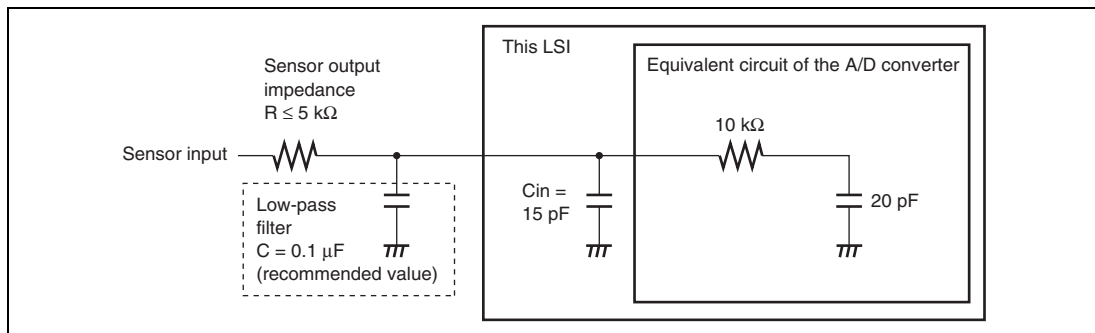 This LSI
Equivalent circuit of the A/D converter
Sensor output
impedance
R ≤ 5 kΩ
10 kΩ
Sensor input
Cin =
15 pF
20 pF
Low-pass
filter
C = 0.1 μF
(recommended value)